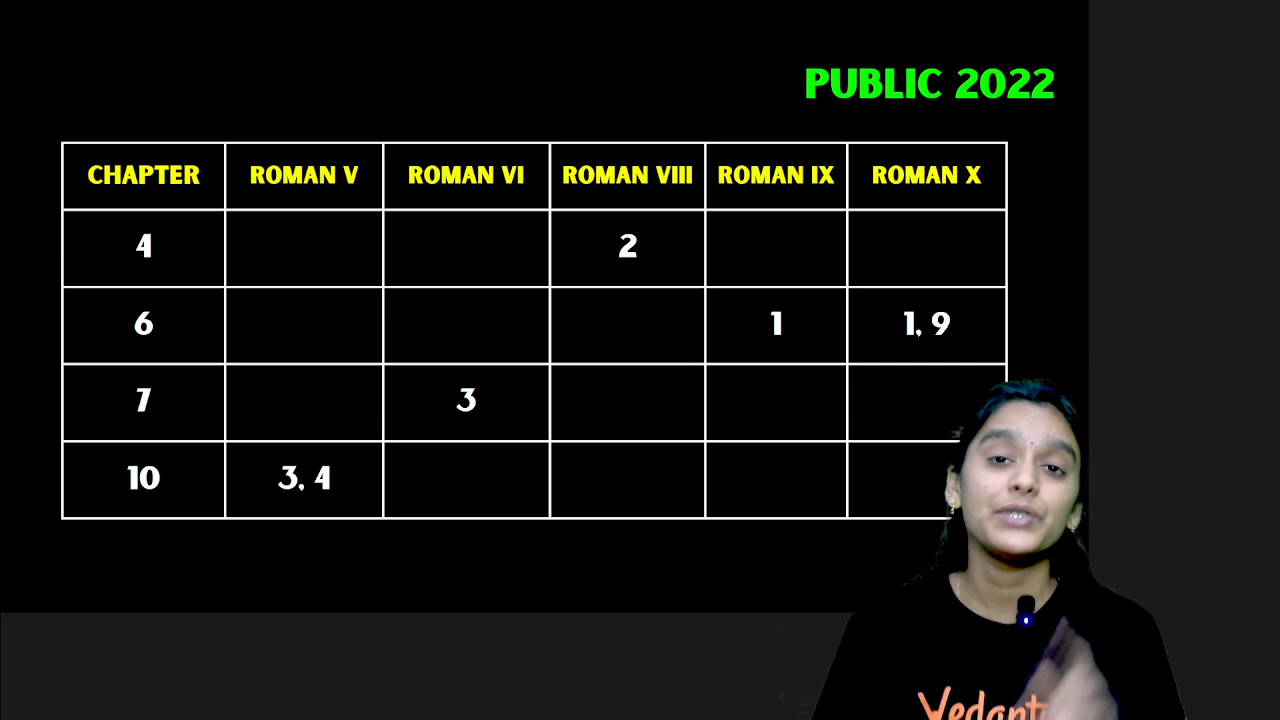 PUBLIC 2022
CHAPTER ROMAN V ROMAN VI ROMAN VIII ROMAN IX ROMAN X
4 2
6 1 1, 9
7 3
10 3, 4
Vedant